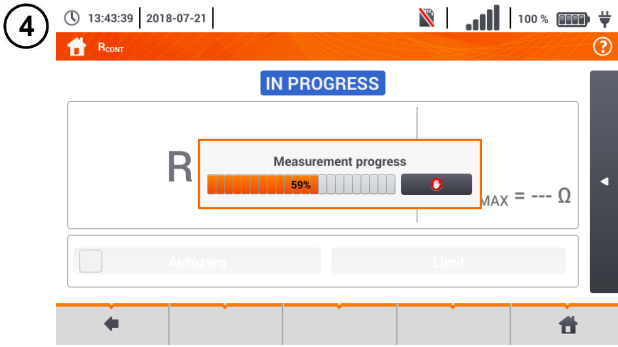 4
13:43:39 2018-07-21 100 %
RCONT ?
IN PROGRESS
Measurement progress
R
59%
MAX = --- Ω
Autozero Limit